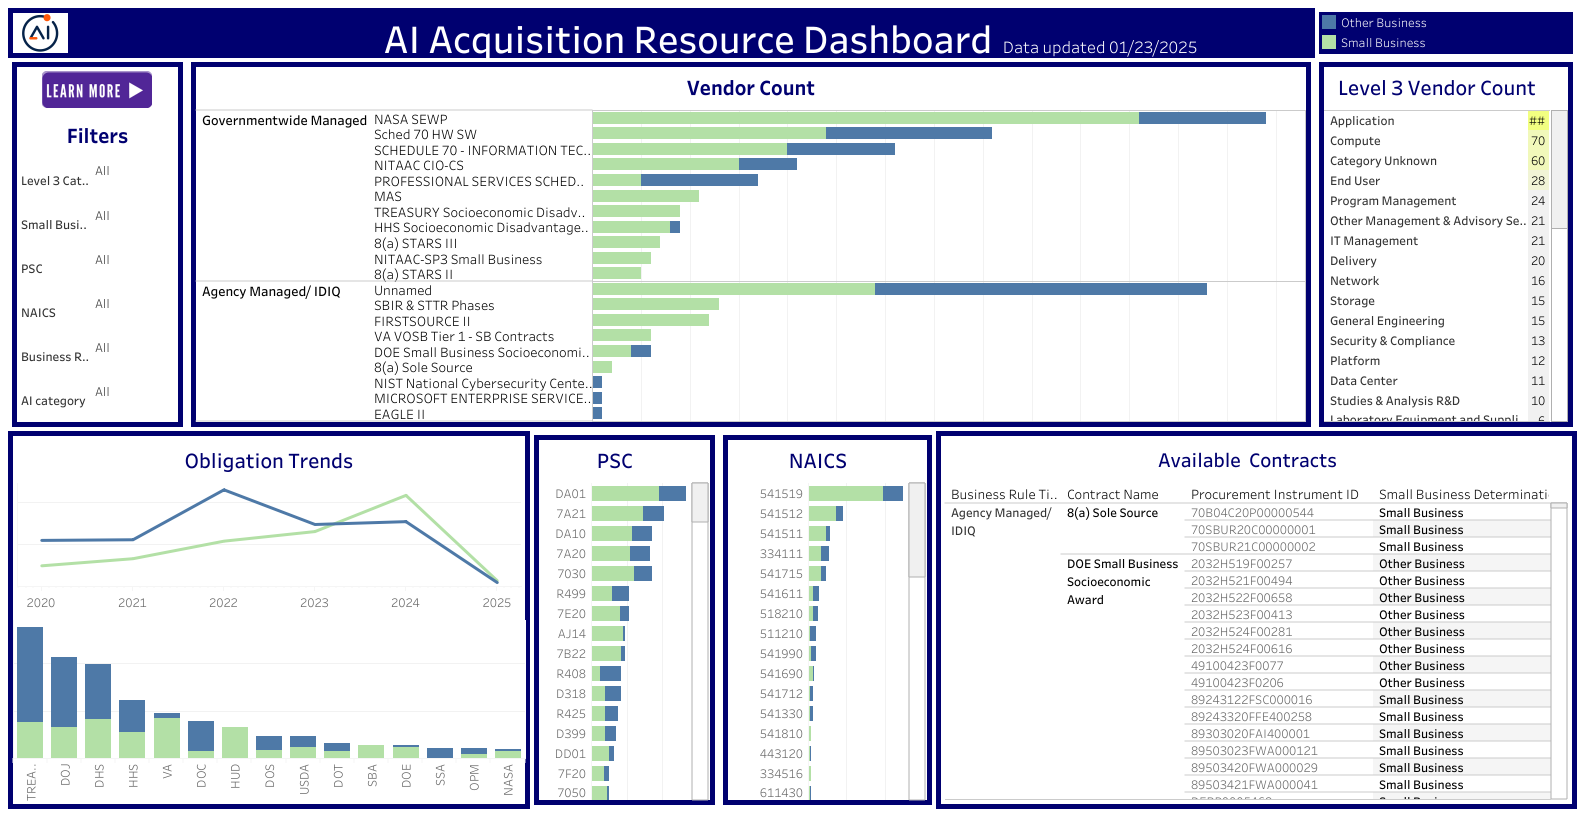 AI
AI Acquisition Resource Dashboard Data updated 01/23/2025
Other Business
Small Business
LEARN MORE
Filters
Level 3 Cat.. All
Small Busi.. All
PSC All
NAICS All
Business R.. All
AI category All
Vendor Count
Governmentwide Managed NASA SEWP
Sched 70 HW SW
SCHEDULE 70 - INFORMATION TEC..
NITAAC CIO-CS
PROFESSIONAL SERVICES SCHED..
MAS
TREASURY Socioeconomic Disadv..
HHS Socioeconomic Disadvantage..
8(a) STARS III
NITAAC-SP3 Small Business
8(a) STARS II
Agency Managed/ IDIQ Unnamed
SBIR & STTR Phases
FIRSTSOURCE II
VA VOSB Tier 1 - SB Contracts
DOE Small Business Socioeconomi..
8(a) Sole Source
NIST National Cybersecurity Cente..
MICROSOFT ENTERPRISE SERVICE..
EAGLE II
Level 3 Vendor Count
Application ##
Compute 70
Category Unknown 60
End User 28
Program Management 24
Other Management & Advisory Se.. 21
IT Management 21
Delivery 20
Network 16
Storage 15
General Engineering 15
Security & Compliance 13
Platform 12
Data Center 11
Studies & Analysis R&D 10
Laboratory Equipment and Suppli.. 6
Obligation Trends
2020 2021 2022 2023 2024 2025
TREA.. DOJ DHS HHS VA DOC HUD DOS USDA DOT SBA DOE SSA OPM NASA
PSC
DA01
7A21
DA10
7A20
7030
R499
7E20
AJ14
7B22
R408
D318
R425
D399
DD01
7F20
7050
NAICS
541519
541512
541511
334111
541715
541611
518210
511210
541990
541690
541712
541330
541810
443120
334516
611430
Available Contracts
Business Rule Ti.. Contract Name Procurement Instrument ID Small Business Determinati
Agency Managed/ 8(a) Sole Source 70B04C20P00000544 Small Business
IDIQ 70SBUR20C00000001 Small Business
70SBUR21C00000002 Small Business
DOE Small Business 2032H519F00257 Other Business
Socioeconomic 2032H521F00494 Other Business
Award 2032H522F00658 Other Business
2032H523F00413 Other Business
2032H524F00281 Other Business
2032H524F00616 Other Business
49100423F0077 Other Business
49100423F0206 Other Business
89243122FSC000016 Small Business
89243320FFE400258 Small Business
89303020FAI400001 Small Business
89503023FWA000121 Small Business
89503420FWA000029 Small Business
89503421FWA000041 Small Business
Small Business